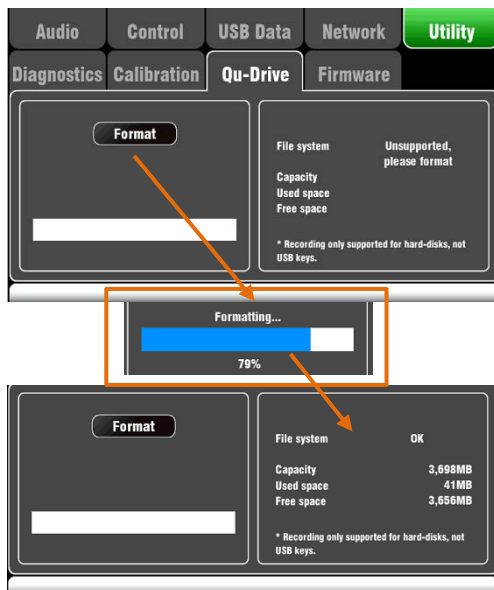 Audio Control USB Data Network Utility
Diagnostics Calibration Qu-Drive Firmware
Format
File system Unsupported,
please format
Capacity
Used space
Free space
* Recording only supported for hard-disks, not
USB keys.
Formatting...
79%
Format
File system OK
Capacity 3,698MB
Used space 41MB
Free space 3,656MB
* Recording only supported for hard-disks, not
USB keys.